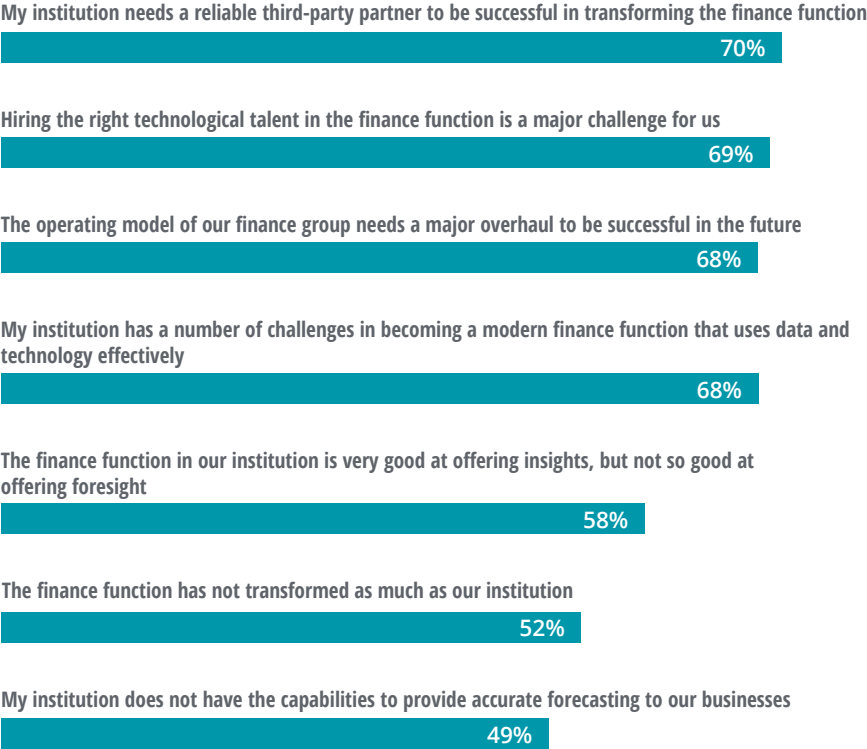 My institution needs a reliable third-party partner to be successful in transforming the finance function
70%
Hiring the right technological talent in the finance function is a major challenge for us
69%
The operating model of our finance group needs a major overhaul to be successful in the future
68%
My institution has a number of challenges in becoming a modern finance function that uses data and
technology effectively
68%
The finance function in our institution is very good at offering insights, but not so good at
offering foresight
58%
The finance function has not transformed as much as our institution
52%
My institution does not have the capabilities to provide accurate forecasting to our businesses
49%